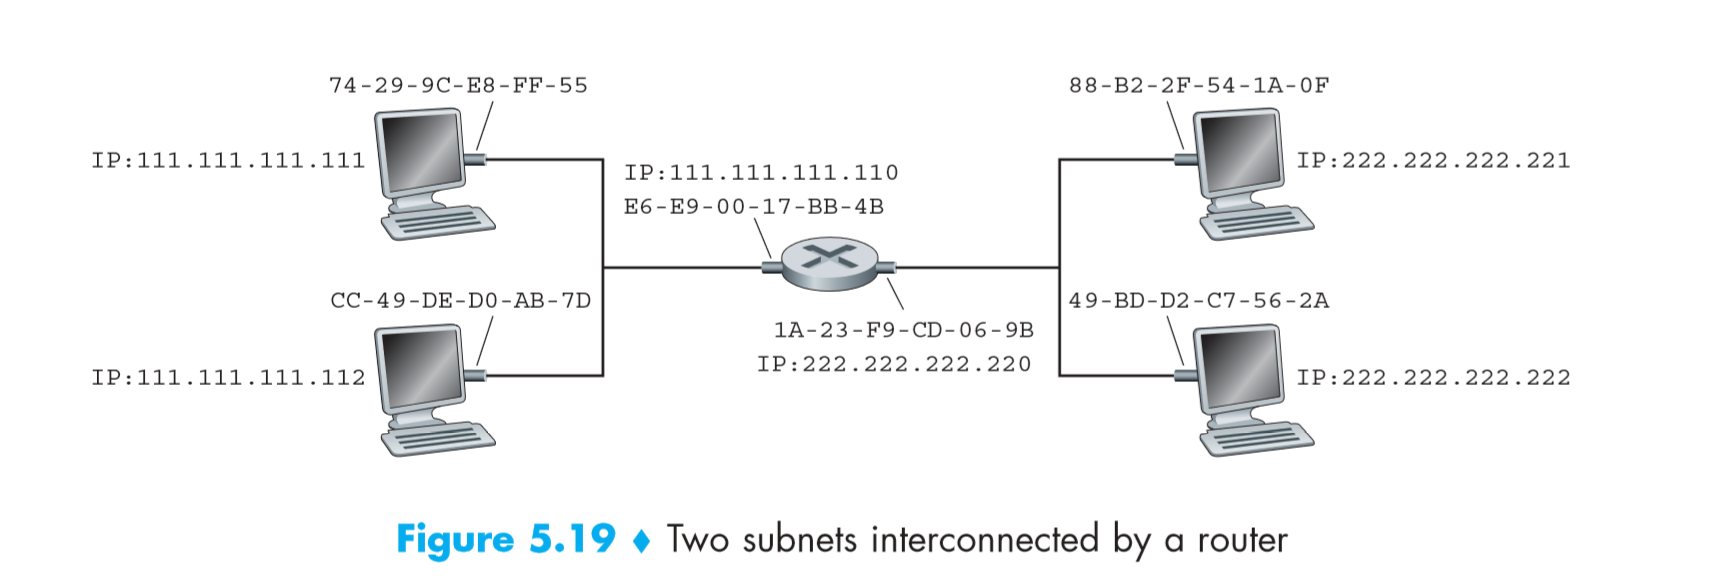 74-29-9C-E8-FF-55
IP:111.111.111.111
CC-49-DE-D0-AB-7D
IP:111.111.111.112
IP:111.111.111.110
E6-E9-00-17-BB-4B
1A-23-F9-CD-06-9B
IP:222.222.222.220
88-B2-2F-54-1A-0F
IP:222.222.222.221
49-BD-D2-C7-56-2A
IP:222.222.222.222
Figure 5.19 ♦ Two subnets interconnected by a router